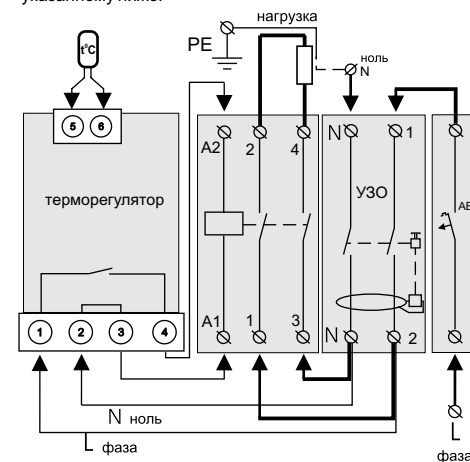 указанному ниже.
нагрузка
PE
ноль
N
t°C
5 6
A2 2 4 N 1
терморегулятор
УЗО
АВ
1 2 3 4
A1 1 3 N 2
N ноль
L фаза
L
фаза